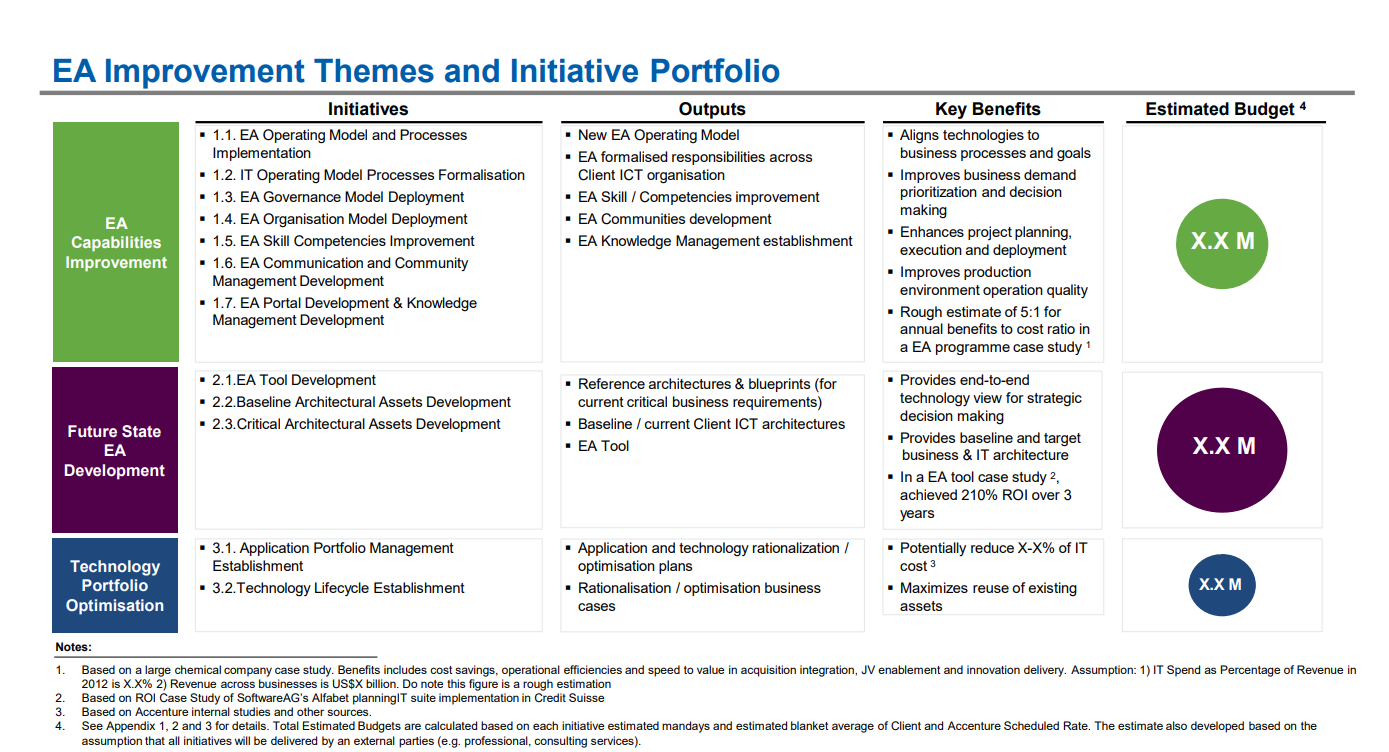 EA Improvement Themes and Initiative Portfolio
Initiatives
Outputs
Key Benefits
Estimated Budget 4
EA
Capabilities
Improvement
▪ 1.1. EA Operating Model and Processes
Implementation
▪ 1.2. IT Operating Model Processes Formalisation
▪ 1.3. EA Governance Model Deployment
▪ 1.4. EA Organisation Model Deployment
▪ 1.5. EA Skill Competencies Improvement
▪ 1.6. EA Communication and Community
Management Development
▪ 1.7. EA Portal Development & Knowledge
Management Development
▪ New EA Operating Model
▪ EA formalised responsibilities across
Client ICT organisation
▪ EA Skill / Competencies improvement
▪ EA Communities development
▪ EA Knowledge Management establishment
▪ Aligns technologies to
business processes and goals
▪ Improves business demand
prioritization and decision
making
▪ Enhances project planning,
execution and deployment
▪ Improves production
environment operation quality
▪ Rough estimate of 5:1 for
annual benefits to cost ratio in
a EA programme case study 1
X.X M
Future State
EA
Development
▪ 2.1.EA Tool Development
▪ 2.2.Baseline Architectural Assets Development
▪ 2.3.Critical Architectural Assets Development
▪ Reference architectures & blueprints (for
current critical business requirements)
▪ Baseline / current Client ICT architectures
▪ EA Tool
▪ Provides end-to-end
technology view for strategic
decision making
▪ Provides baseline and target
business & IT architecture
▪ In a EA tool case study 2,
achieved 210% ROI over 3
years
X.X M
Technology
Portfolio
Optimisation
▪ 3.1. Application Portfolio Management
Establishment
▪ 3.2.Technology Lifecycle Establishment
▪ Application and technology rationalization /
optimisation plans
▪ Rationalisation / optimisation business
cases
▪ Potentially reduce X-X% of IT
cost 3
▪ Maximizes reuse of existing
assets
X.X M
Notes:
1. Based on a large chemical company case study. Benefits includes cost savings, operational efficiencies and speed to value in acquisition integration, JV enablement and innovation delivery. Assumption: 1) IT Spend as Percentage of Revenue in
2012 is X.X% 2) Revenue across businesses is US$X billion. Do note this figure is a rough estimation
2. Based on ROI Case Study of SoftwareAG's Alfabet planningIT suite implementation in Credit Suisse
3. Based on Accenture internal studies and other sources.
4. See Appendix 1, 2 and 3 for details. Total Estimated Budgets are calculated based on each initiative estimated mandays and estimated blanket average of Client and Accenture Scheduled Rate. The estimate also developed based on the
assumption that all initiatives will be delivered by an external parties (e.g. professional, consulting services).